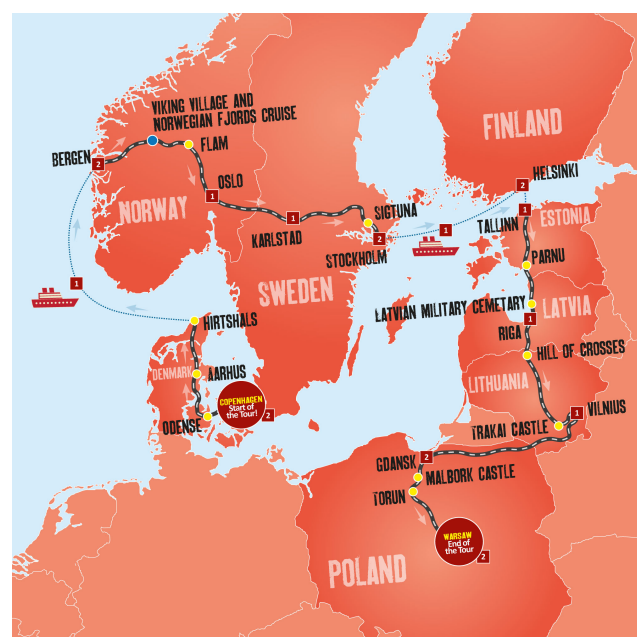 VIKING VILLAGE AND
NORWEGIAN FJORDS CRUISE
FLAM
BERGEN
2
FINLAND
HELSINKI
2
OSLO
1
NORWAY
SIGTUNA
1
KARLSTAD
2
STOCKHOLM
1
TALLINN
1
ESTONIA
PARNU
SWEDEN
1
HIRTSHALS
LATVIAN MILITARY CEMETARY
LATVIA
RIGA
1
HILL OF CROSSES
DENMARK
AARHUS
LITHUANIA
COPENHAGEN
Start of
the Tour!
2
ODENSE
1
VILNIUS
TRAKAI CASTLE
GDANSK
2
MALBORK CASTLE
TORUN
WARSAW
End of
the Tour
2
POLAND